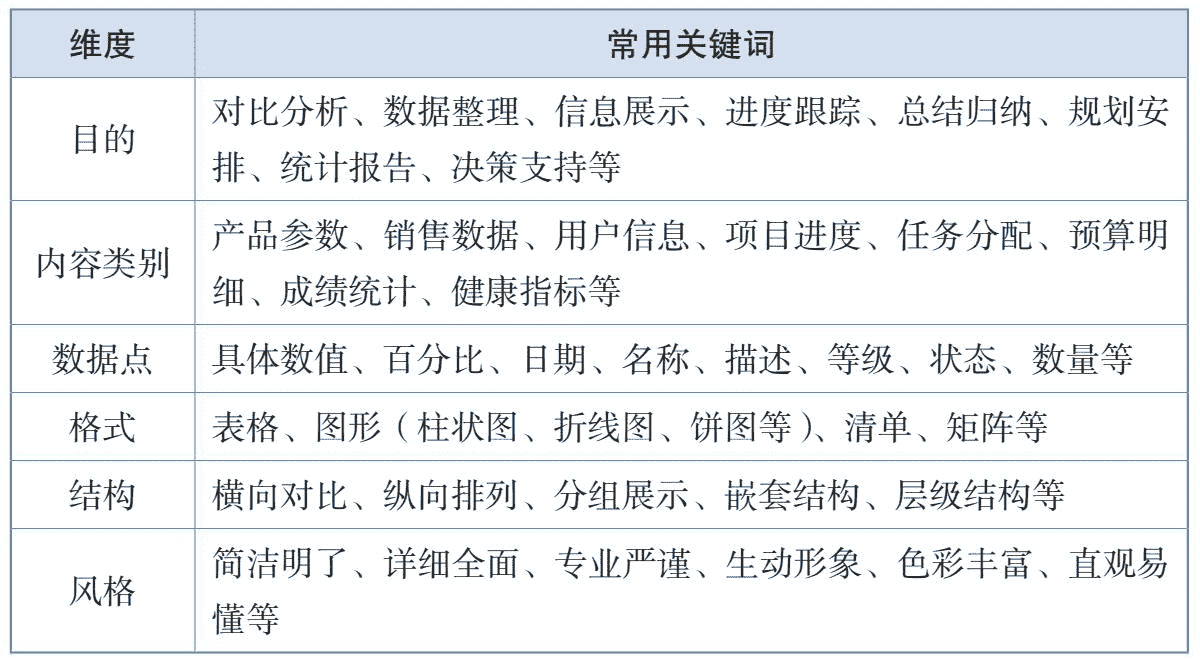 维度
常用关键词
目的
对比分析、数据整理、信息展示、进度跟踪、总结归纳、规划安
排、统计报告、决策支持等
内容类别
产品参数、销售数据、用户信息、项目进度、任务分配、预算明
细、成绩统计、健康指标等
数据点
具体数值、百分比、日期、名称、描述、等级、状态、数量等
格式
表格、图形（柱状图、折线图、饼图等）、清单、矩阵等
结构
横向对比、纵向排列、分组展示、嵌套结构、层级结构等
风格
简洁明了、详细全面、专业严谨、生动形象、色彩丰富、直观易
懂等